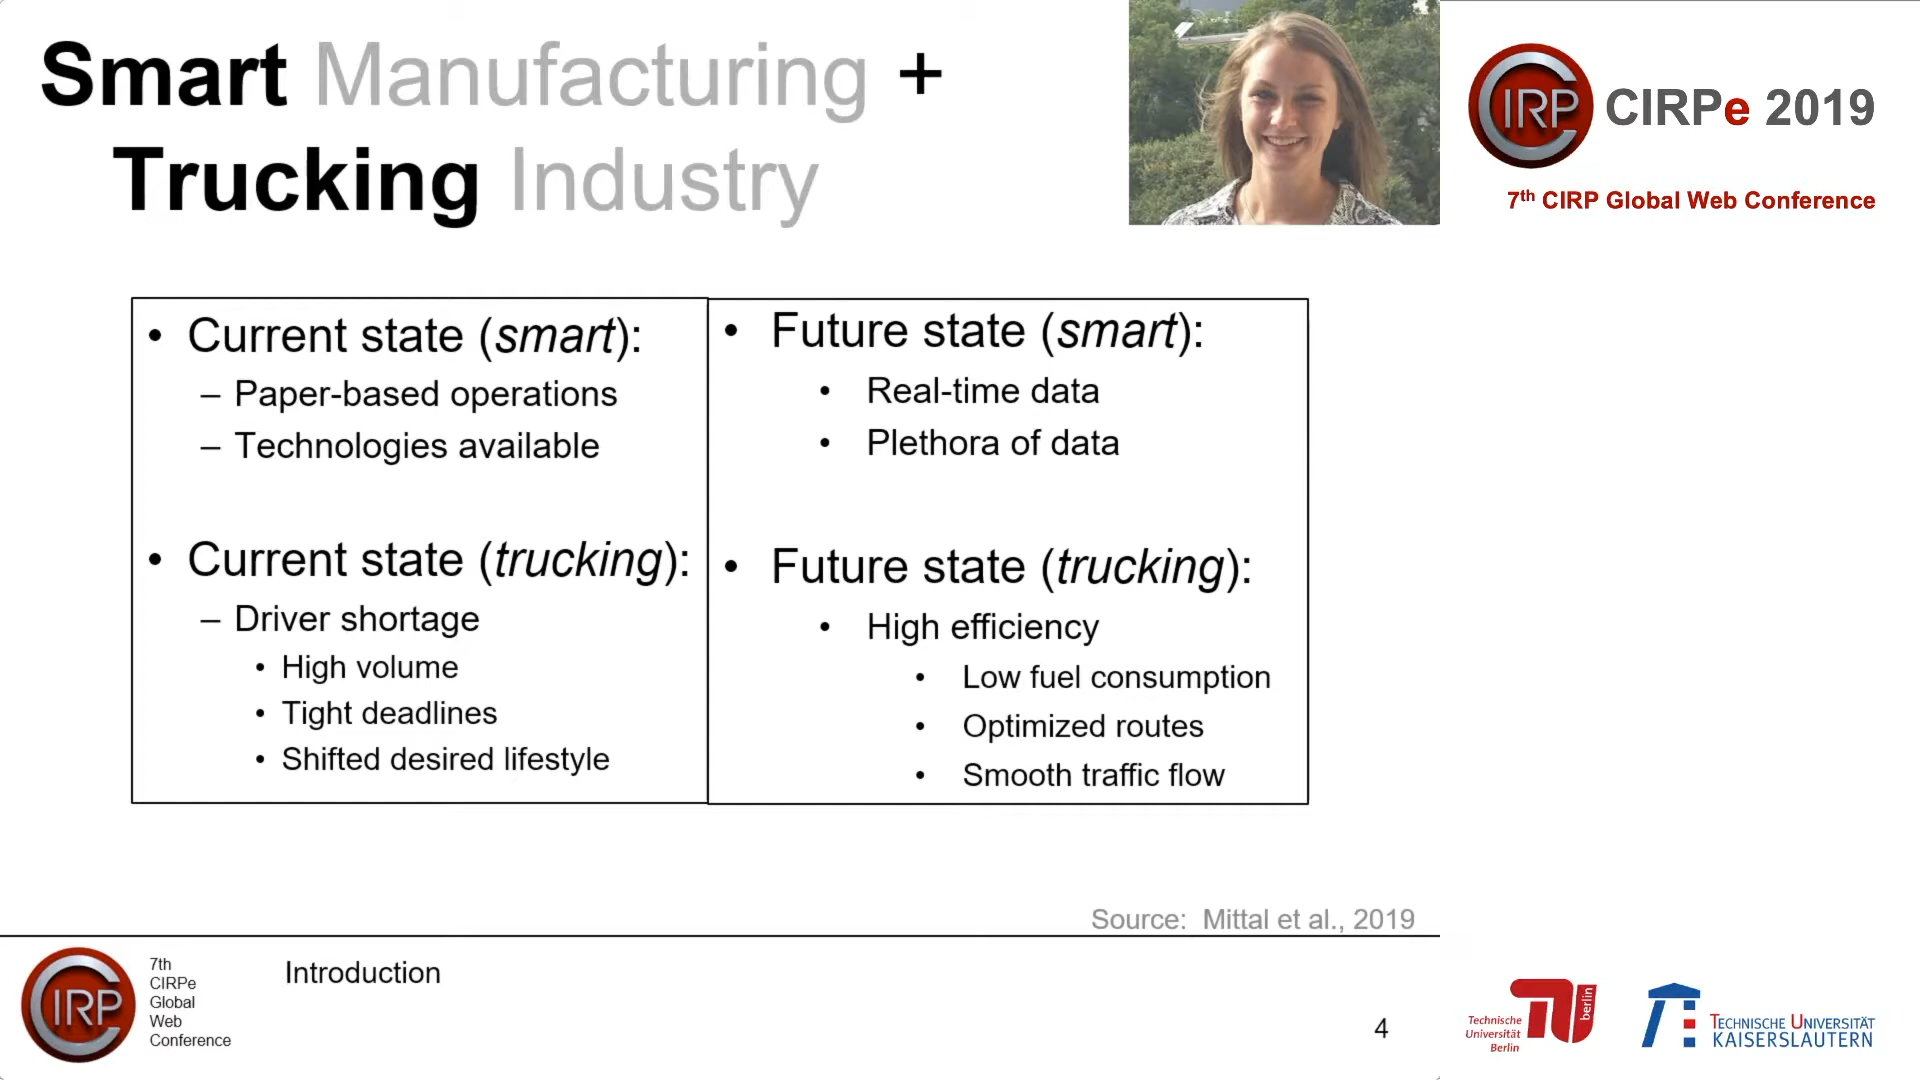 Smart Manufacturing +
Trucking Industry
IRP
CIRPe 2019
7th CIRP Global Web Conference
• Current state (smart):
– Paper-based operations
– Technologies available
• Current state (trucking):
– Driver shortage
• High volume
• Tight deadlines
• Shifted desired lifestyle
• Future state (smart):
• Real-time data
• Plethora of data
• Future state (trucking):
• High efficiency
• Low fuel consumption
• Optimized routes
• Smooth traffic flow
Source: Mittal et al., 2019
IRP
7th
CIRPe
Global
Web
Conference
Introduction
4
Technische
Universität
Berlin
berlin
TECHNISCHE UNIVERSITÄT
KAISERSLAUTERN